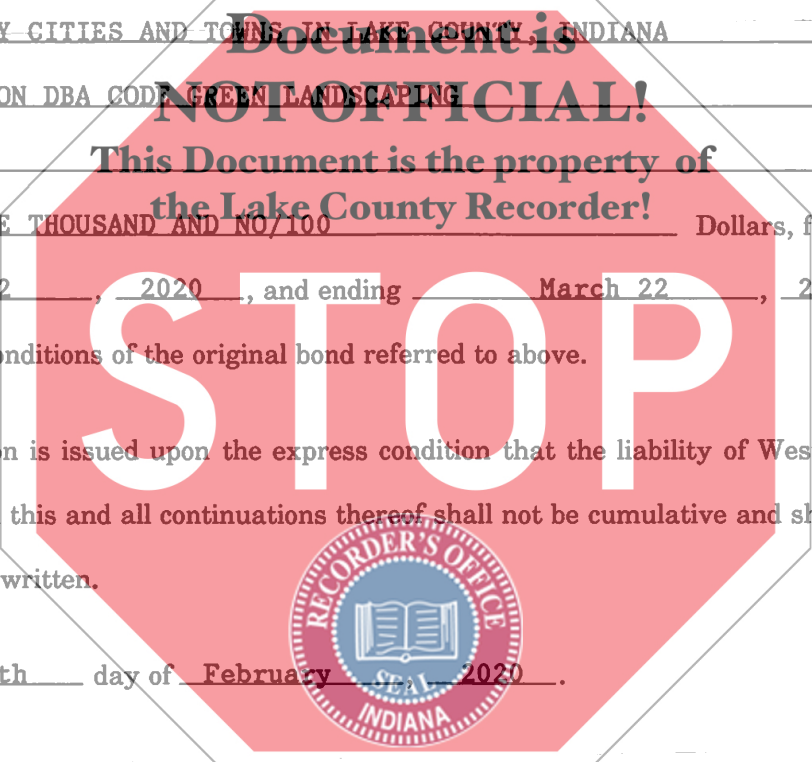 Y CITIES AND TOWNS IN LAKE COUNTY, INDIANA
Document is
ON DBA CODE GREEN LANDSCAPING
NOT OFFICIAL!
This Document is the property of
the Lake County Recorder!
E THOUSAND AND NO/100 Dollars, f
2, 2020, and ending March 22, 2
STOP
onditions of the original bond referred to above.
n is issued upon the express condition that the liability of Wes
this and all continuations thereof shall not be cumulative and sh
written.
RECORDER'S OFFICE
SEAL
INDIANA
th day of February, 2020.